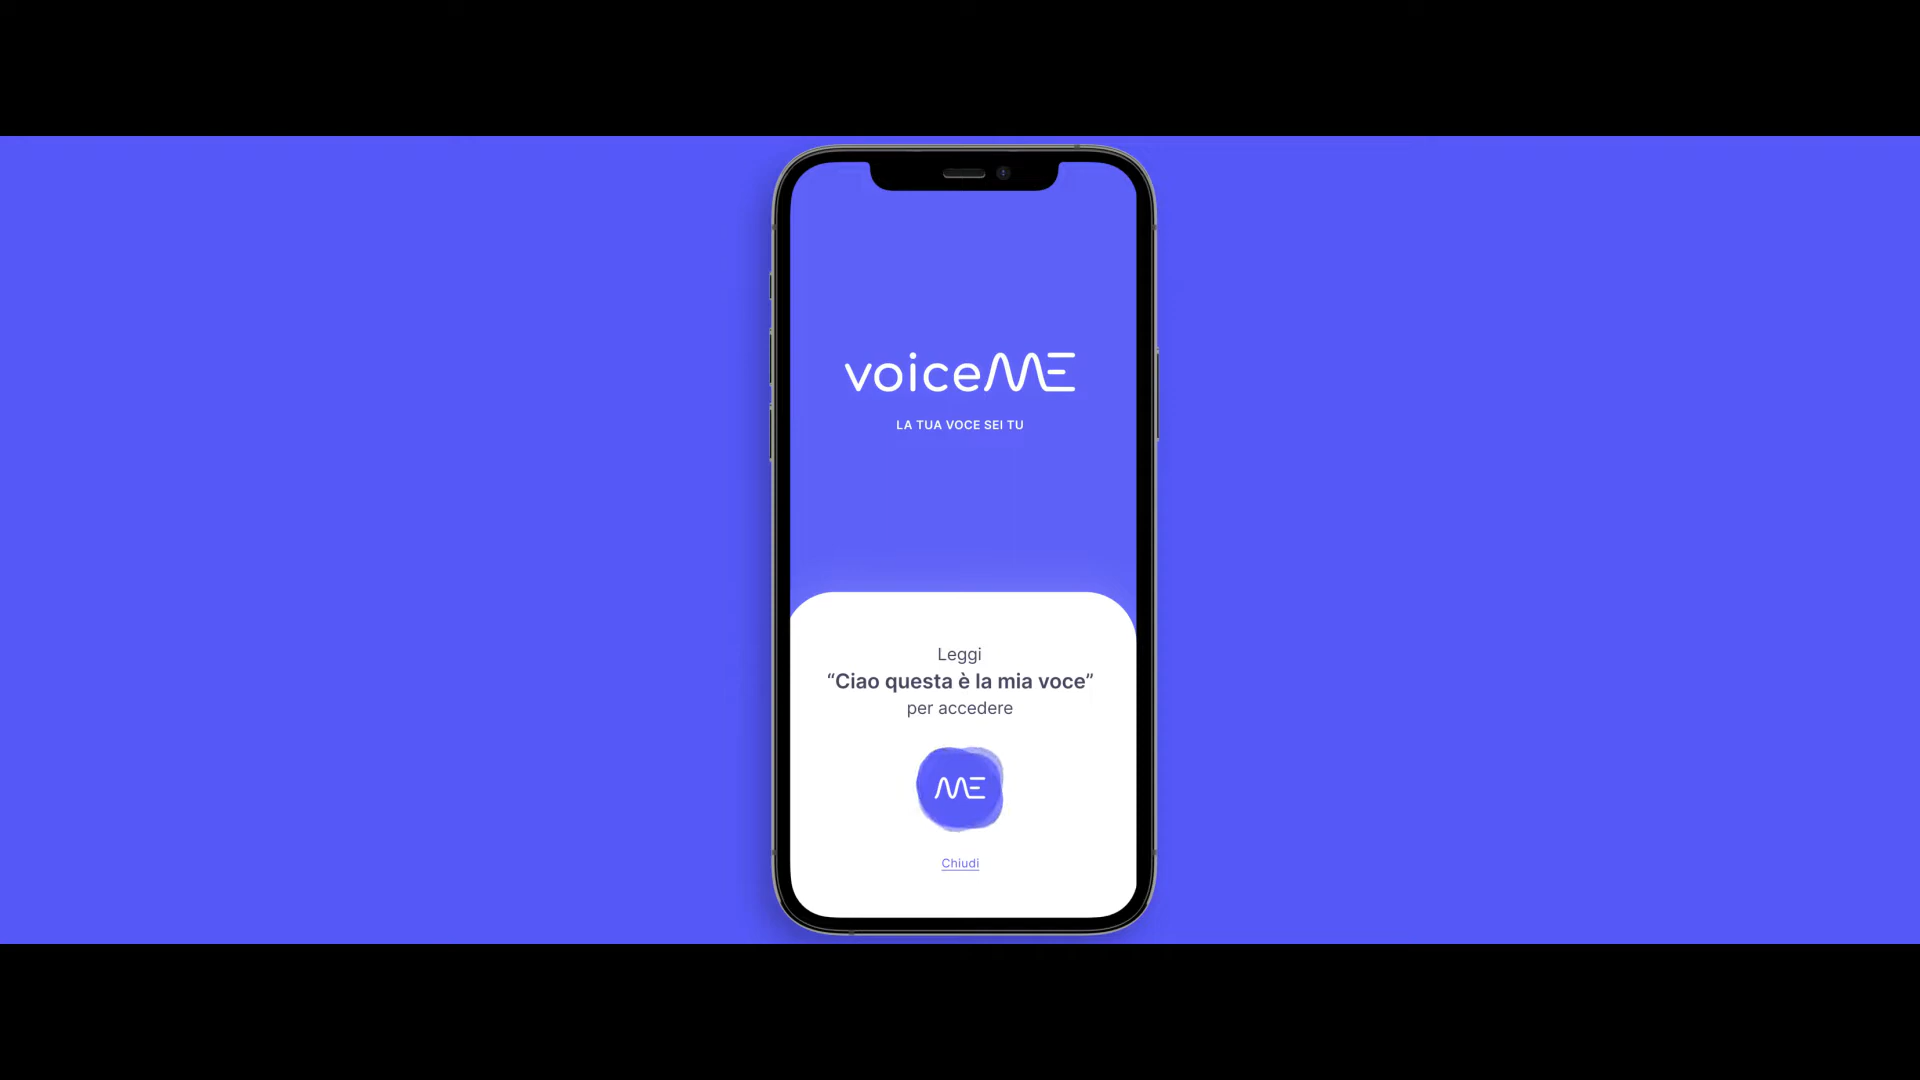 voiceME
LA TUA VOCE SEI TU
Leggi
“Ciao questa è la mia voce”
per accedere
ME
Chiudi